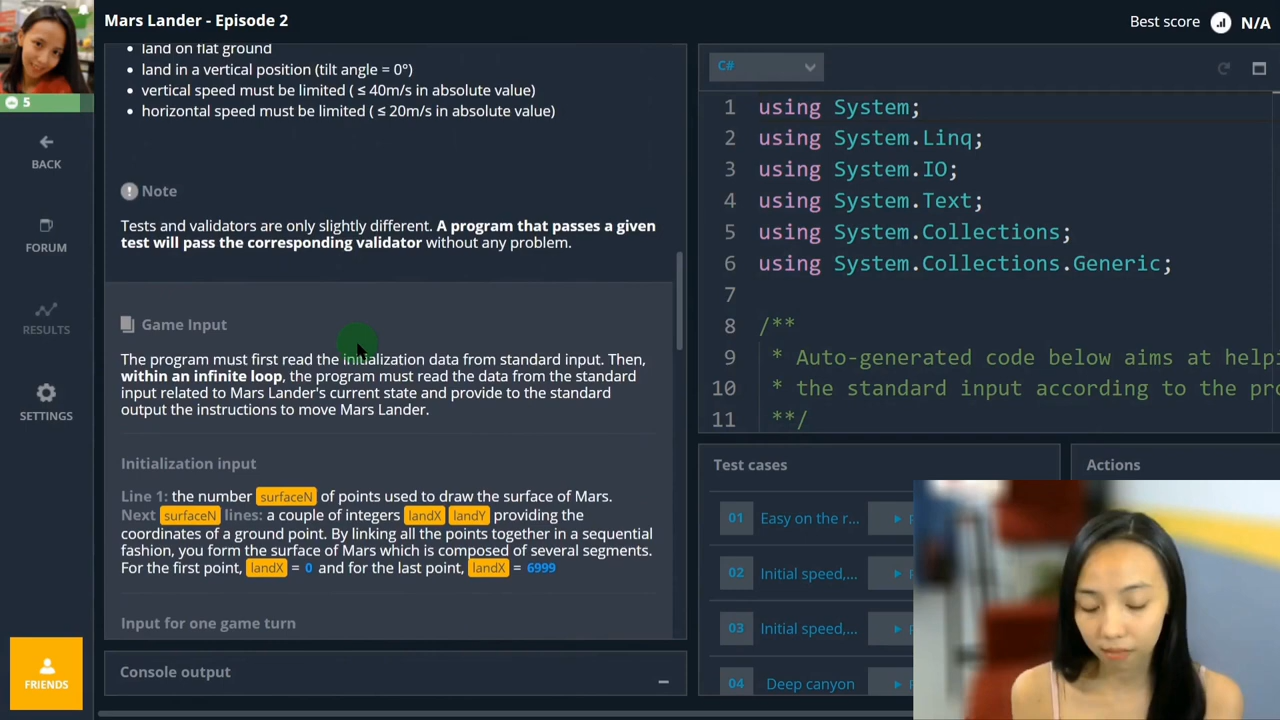 Mars Lander - Episode 2
Best score
N/A
5
BACK
FORUM
RESULTS
SETTINGS
FRIENDS
• land on flat ground
• land in a vertical position (tilt angle = 0°)
• vertical speed must be limited ( ≤ 40m/s in absolute value)
• horizontal speed must be limited ( ≤ 20m/s in absolute value)
Note
Tests and validators are only slightly different. A program that passes a given
test will pass the corresponding validator without any problem.
Game Input
The program must first read the initialization data from standard input. Then,
within an infinite loop, the program must read the data from the standard
input related to Mars Lander's current state and provide to the standard
output the instructions to move Mars Lander.
Initialization input
Line 1: the number surfaceN of points used to draw the surface of Mars.
Next surfaceN lines: a couple of integers landX landY providing the
coordinates of a ground point. By linking all the points together in a sequential
fashion, you form the surface of Mars which is composed of several segments.
For the first point, landX = 0 and for the last point, landX = 6999
Input for one game turn
Console output
C#
1 using System;
2 using System.Linq;
3 using System.IO;
4 using System.Text;
5 using System.Collections;
6 using System.Collections.Generic;
7
8 /**
9 * Auto-generated code below aims at helpi
10 * the standard input according to the pro
11 **/
Test cases
Actions
01 Easy on the r...
02 Initial speed,...
03 Initial speed,...
04 Deep canyon